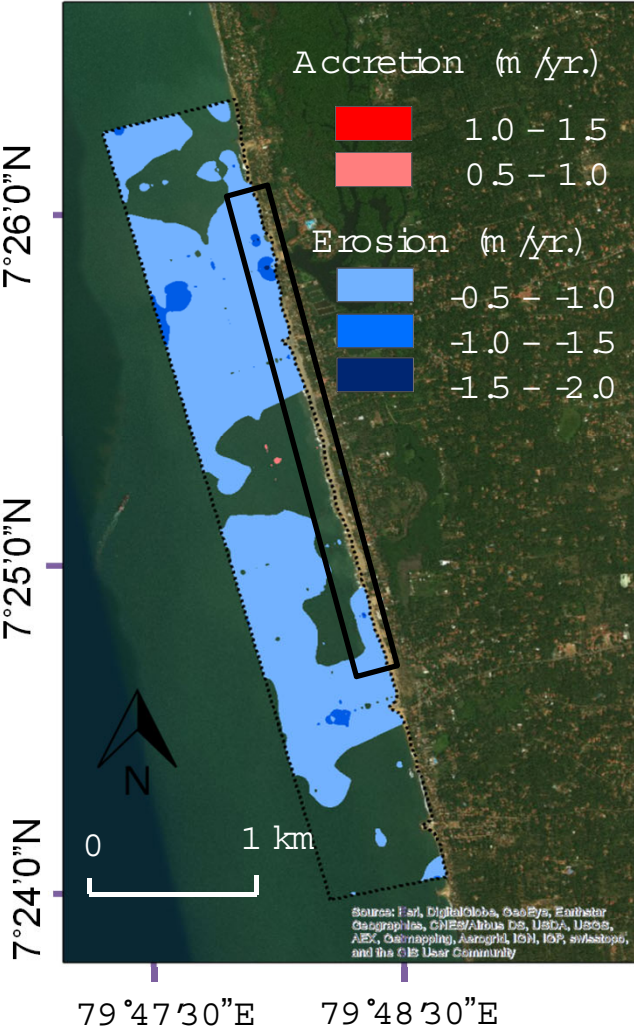 Accretion (m/yr.)
1.0 – 1.5
0.5 – 1.0
Erosion (m/yr.)
-0.5 – -1.0
-1.0 – -1.5
-1.5 – -2.0
7°26'0"N
7°25'0"N
7°24'0"N
N
0
1 km
Source: Esri, DigitalGlobe, GeoEye, Earthstar
Geographics, CNES/Airbus DS, USDA, USGS,
AEX, Getmapping, Aerogrid, IGN, IGP, swisstopo,
and the GIS User Community
79°47'30"E
79°48'30"E